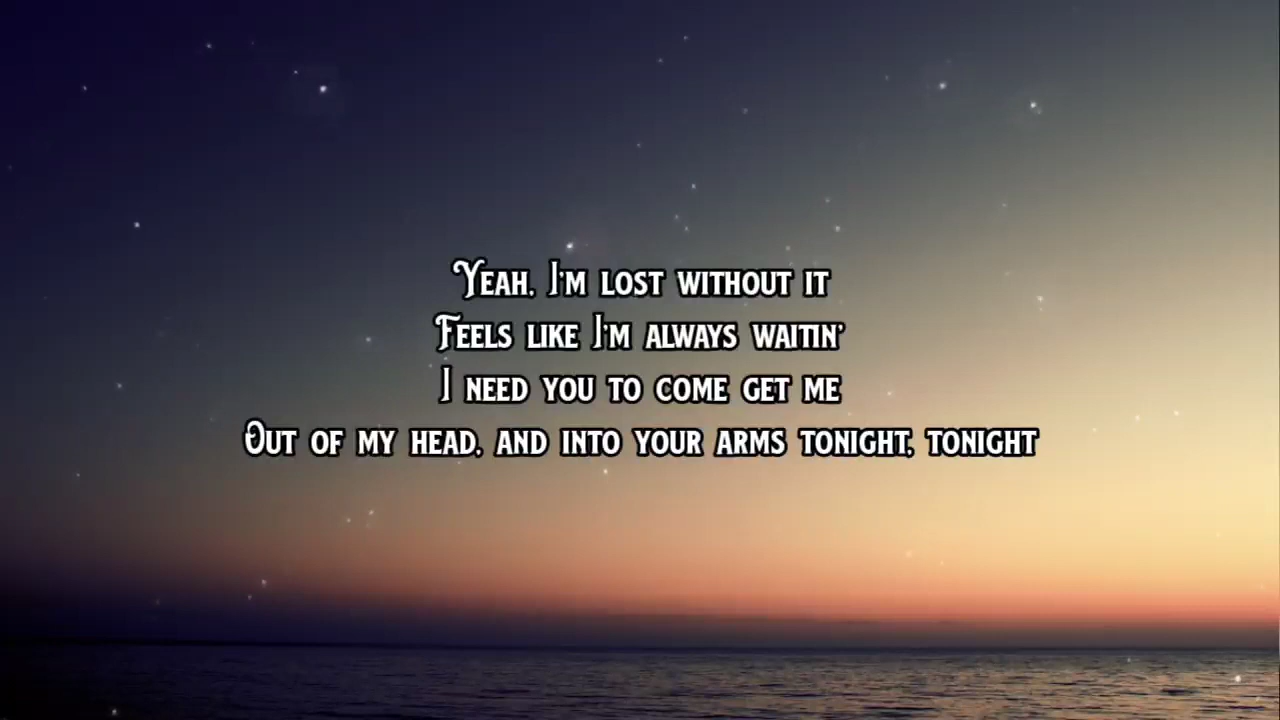 Yeah, I'm lost without it
Feels like I'm always waitin'
I need you to come get me
Out of my head, and into your arms tonight, tonight